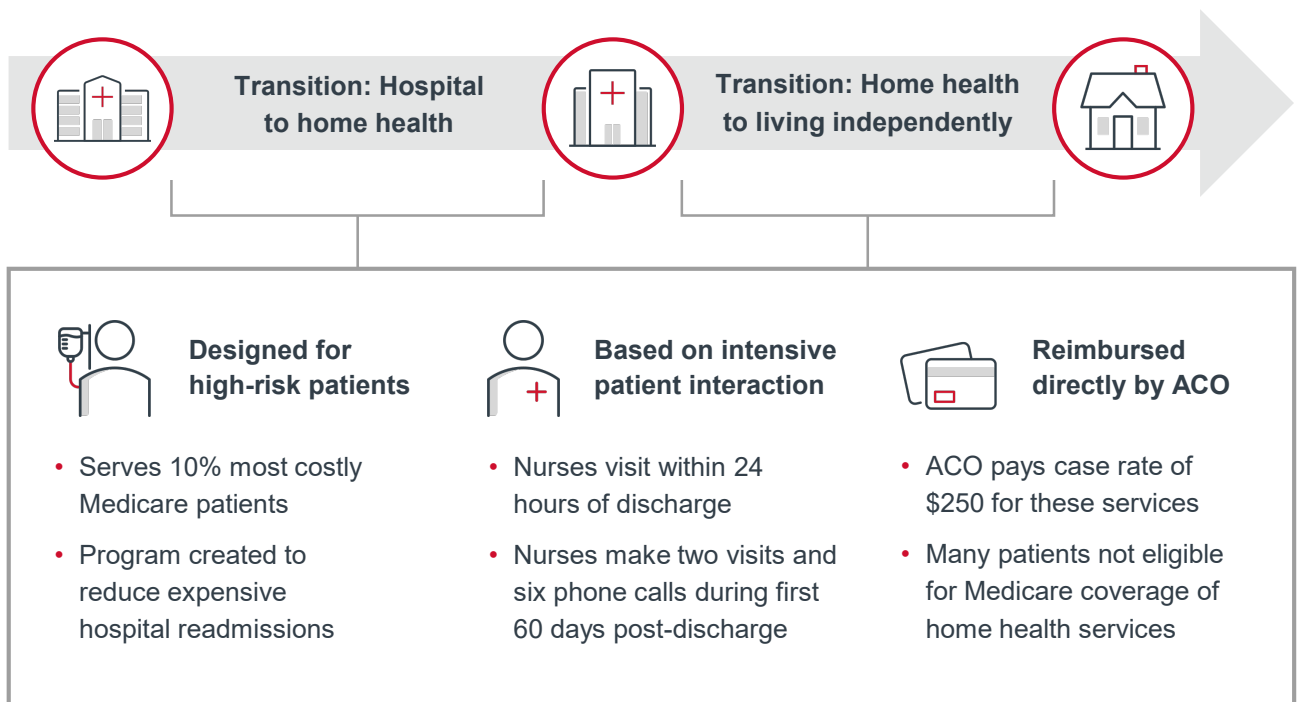 Transition: Hospital
to home health
Transition: Home health
to living independently
Designed for
high-risk patients
• Serves 10% most costly
Medicare patients
• Program created to
reduce expensive
hospital readmissions
Based on intensive
patient interaction
• Nurses visit within 24
hours of discharge
• Nurses make two visits and
six phone calls during first
60 days post-discharge
Reimbursed
directly by ACO
• ACO pays case rate of
$250 for these services
• Many patients not eligible
for Medicare coverage of
home health services